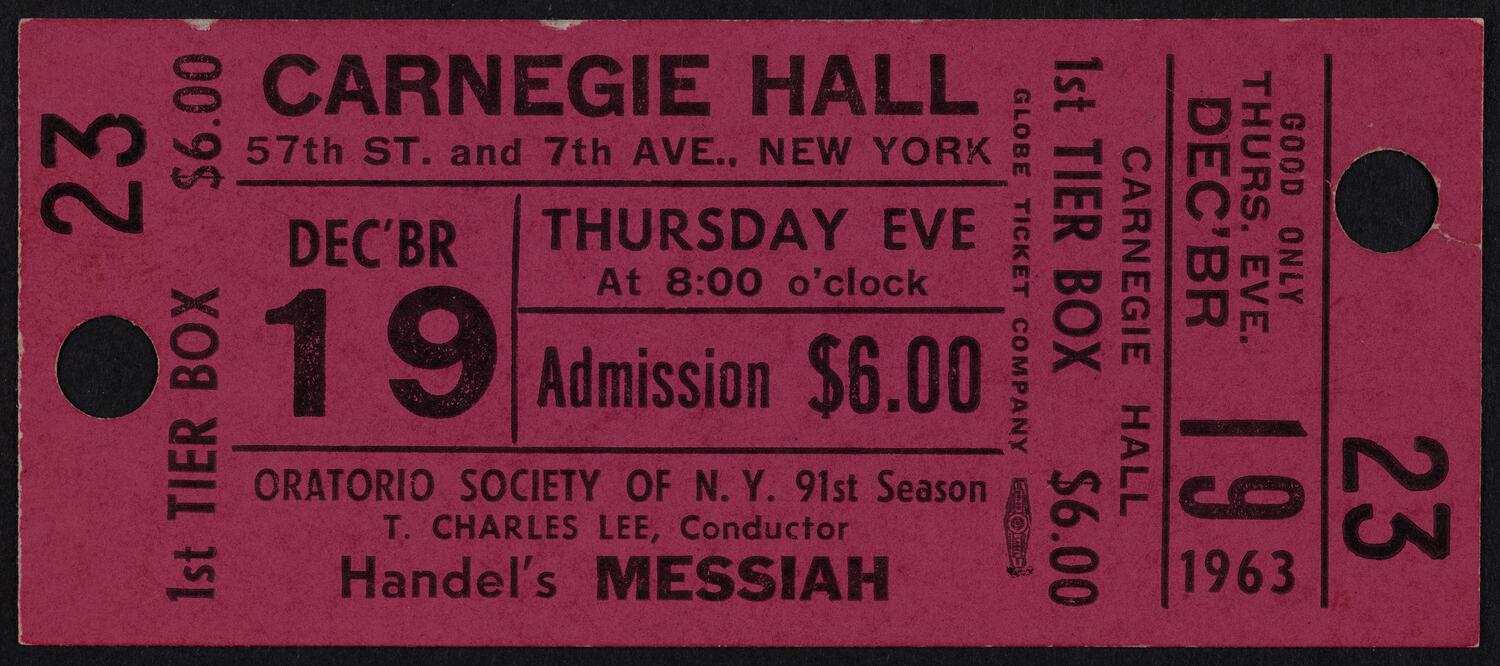 23
1st TIER BOX $6.00
CARNEGIE HALL
57th ST. and 7th AVE., NEW YORK
DEC'BR
19
THURSDAY EVE
At 8:00 o'clock
Admission $6.00
ORATORIO SOCIETY OF N. Y. 91st Season
T. CHARLES LEE, Conductor
Handel's MESSIAH
GLOBE TICKET COMPANY
1st TIER BOX $6.00
CARNEGIE HALL
GOOD ONLY
THURS. EVE.
DEC'BR 19
1963
23